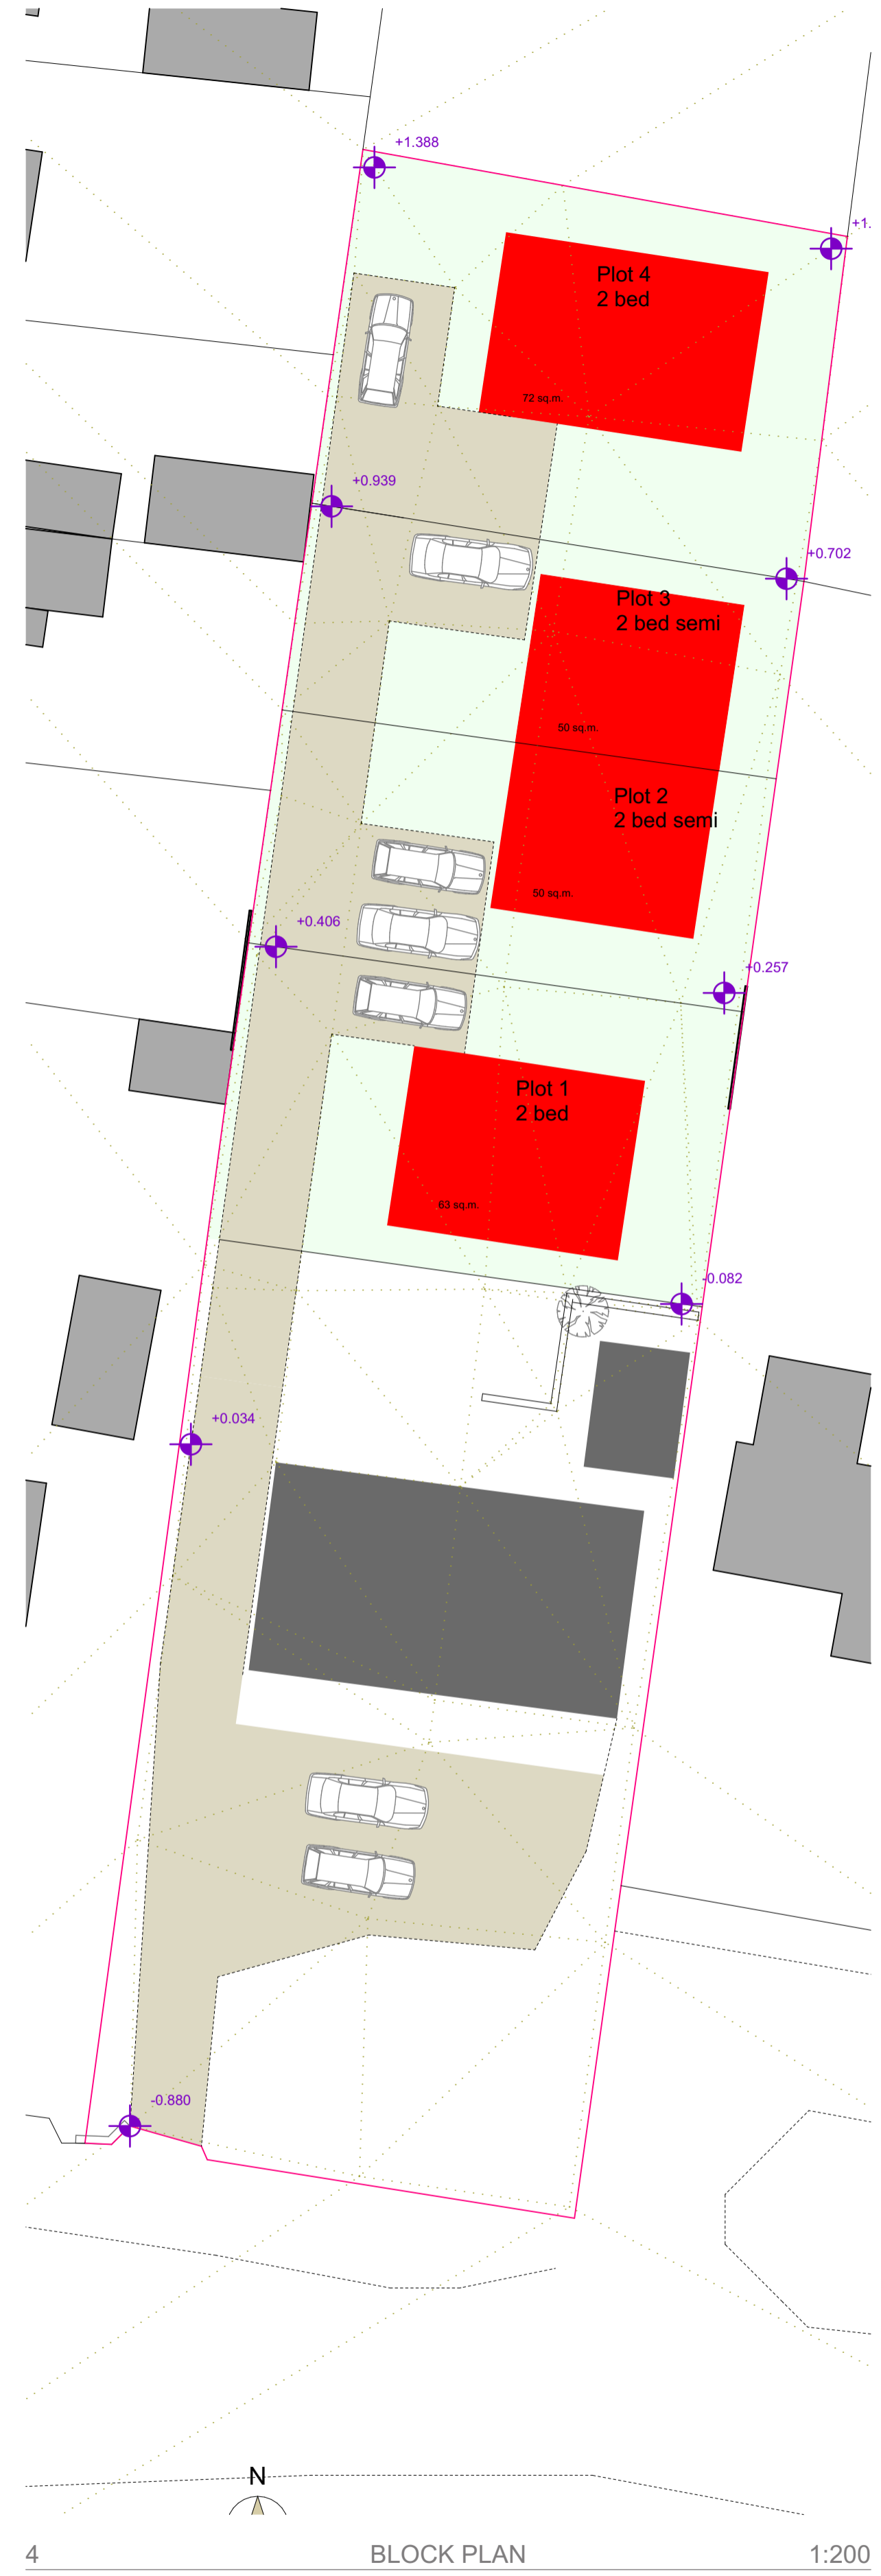 +1.388
+1.
Plot 4
2 bed
72 sq.m.
+0.939
+0.702
Plot 3
2 bed semi
50 sq.m.
Plot 2
2 bed semi
50 sq.m.
+0.406
+0.257
Plot 1
2 bed
63 sq.m.
-0.082
+0.034
-0.880
N
4 BLOCK PLAN 1:200